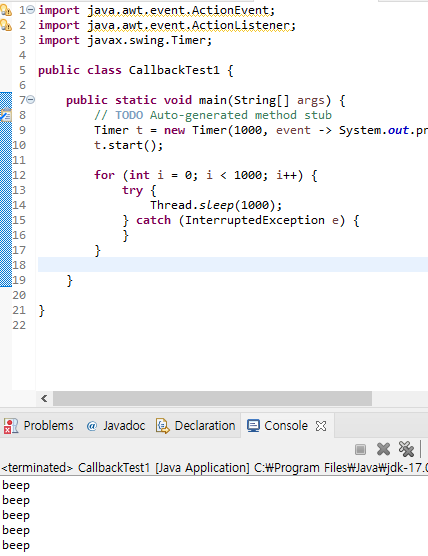 1 import java.awt.event.ActionEvent;
2 import java.awt.event.ActionListener;
3 import javax.swing.Timer;
4
5 public class CallbackTest1 {
6
7 public static void main(String[] args) {
8 // TODO Auto-generated method stub
9 Timer t = new Timer(1000, event -> System.out.pr
10 t.start();
11
12 for (int i = 0; i < 1000; i++) {
13 try {
14 Thread.sleep(1000);
15 } catch (InterruptedException e) {
16 }
17 }
18
19 }
20
21 }
22
Problems @ Javadoc Declaration Console
<terminated> CallbackTest1 [Java Application] C:₩Program Files₩Java₩jdk-17.0
beep
beep
beep
beep
beep